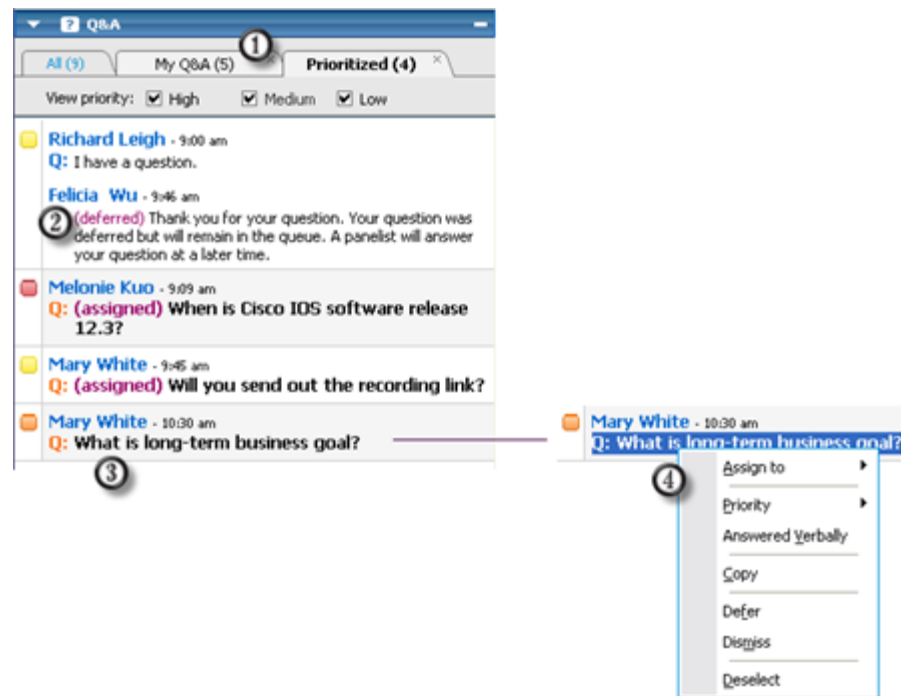 ? Q&A
1
All (9) My Q&A (5) × Prioritized (4) ×
View priority: High Medium Low
Richard Leigh - 9:00 am
Q: I have a question.
Felicia Wu - 9:46 am
2 (deferred) Thank you for your question. Your question was
deferred but will remain in the queue. A panelist will answer
your question at a later time.
Melonie Kuo - 9:09 am
Q: (assigned) When is Cisco IOS software release
12.3?
Mary White - 9:45 am
Q: (assigned) Will you send out the recording link?
Mary White - 10:30 am
Q: What is long-term business goal?
3
Mary White - 10:30 am
Q: What is long-term business goal?
4
Assign to
Priority
Answered Verbally
Copy
Defer
Dismiss
Deselect